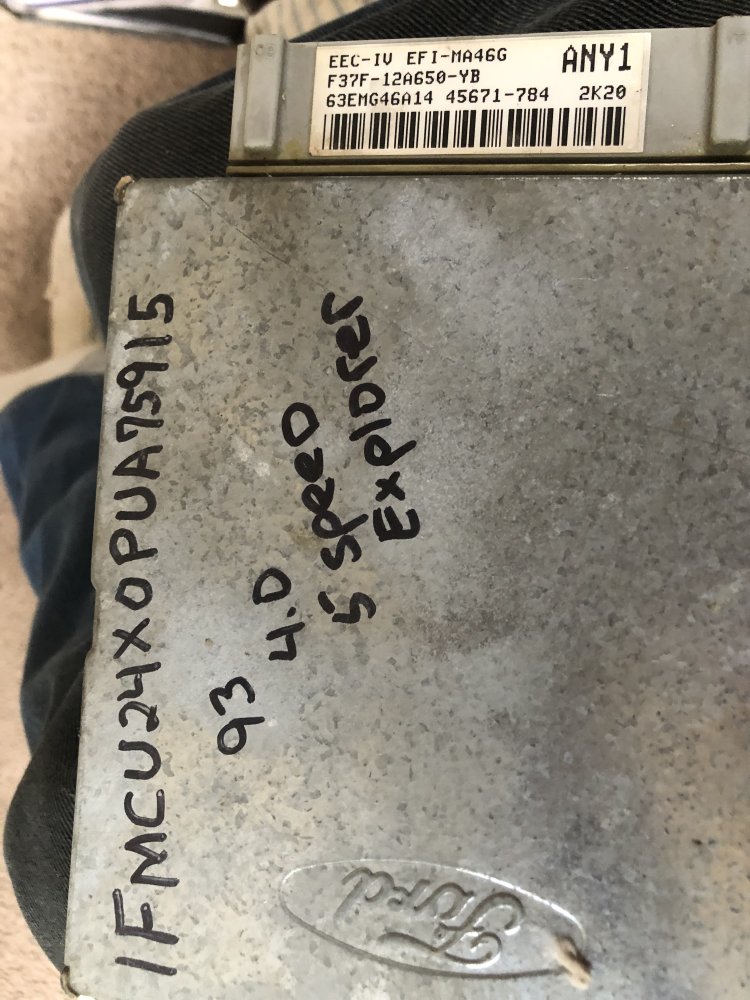 EEC-IV EFI-MA46G ANY1
F37F-12A650-YB
63EMG46A14 45671-784 2K20
1FMCU24X0PUA75915
93
4.0
5 speed
Explorer
Ford